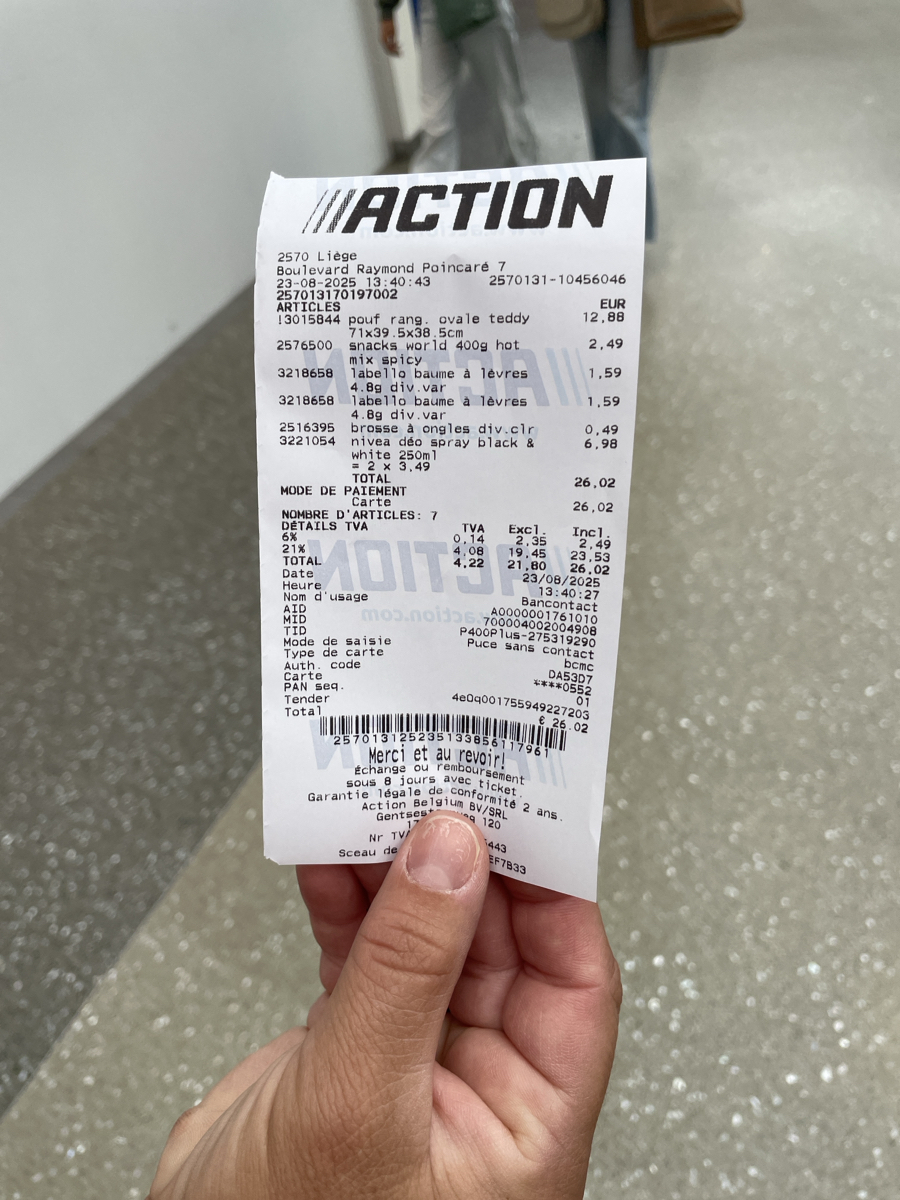 ACTION
2570 Liège
Boulevard Raymond Poincaré 7
23-08-2025 13:40:43 2570131-10456046
257013170197002
ARTICLES EUR
!3015844 pouf rang. ovale teddy 12,88
71x39.5x38.5cm
2576500 snacks world 400g hot 2,49
mix spicy
3218658 labello baume à lèvres 1,59
4.8g div.var
3218658 labello baume à lèvres 1,59
4.8g div.var
2516395 brosse à ongles div.clr 0,49
3221054 nivea déo spray black & 6,98
white 250ml
= 2 x 3,49
TOTAL 26,02
MODE DE PAIEMENT
Carte 26,02
NOMBRE D'ARTICLES: 7
DÉTAILS TVA TVA Excl. Incl.
6% 0,14 2,35 2,49
21% 4,08 19,45 23,53
TOTAL 4,22 21,80 26,02
Date 23/08/2025
Heure 13:40:27
Nom d'usage Bancontact
AID A0000001761010
MID 700004002004908
TID P400Plus-275319290
Mode de saisie Puce sans contact
Type de carte bcmc
Auth. code DA53D7
Carte ****0552
PAN seq. 01
Tender 4e0q001755949227203
Total € 26.02
257013125235133856117961
Merci et au revoir!
Échange ou remboursement
sous 8 jours avec ticket.
Garantie légale de conformité 2 ans.
Action Belgium BV/SRL
120
Nr 443
Sceau de EF7B33